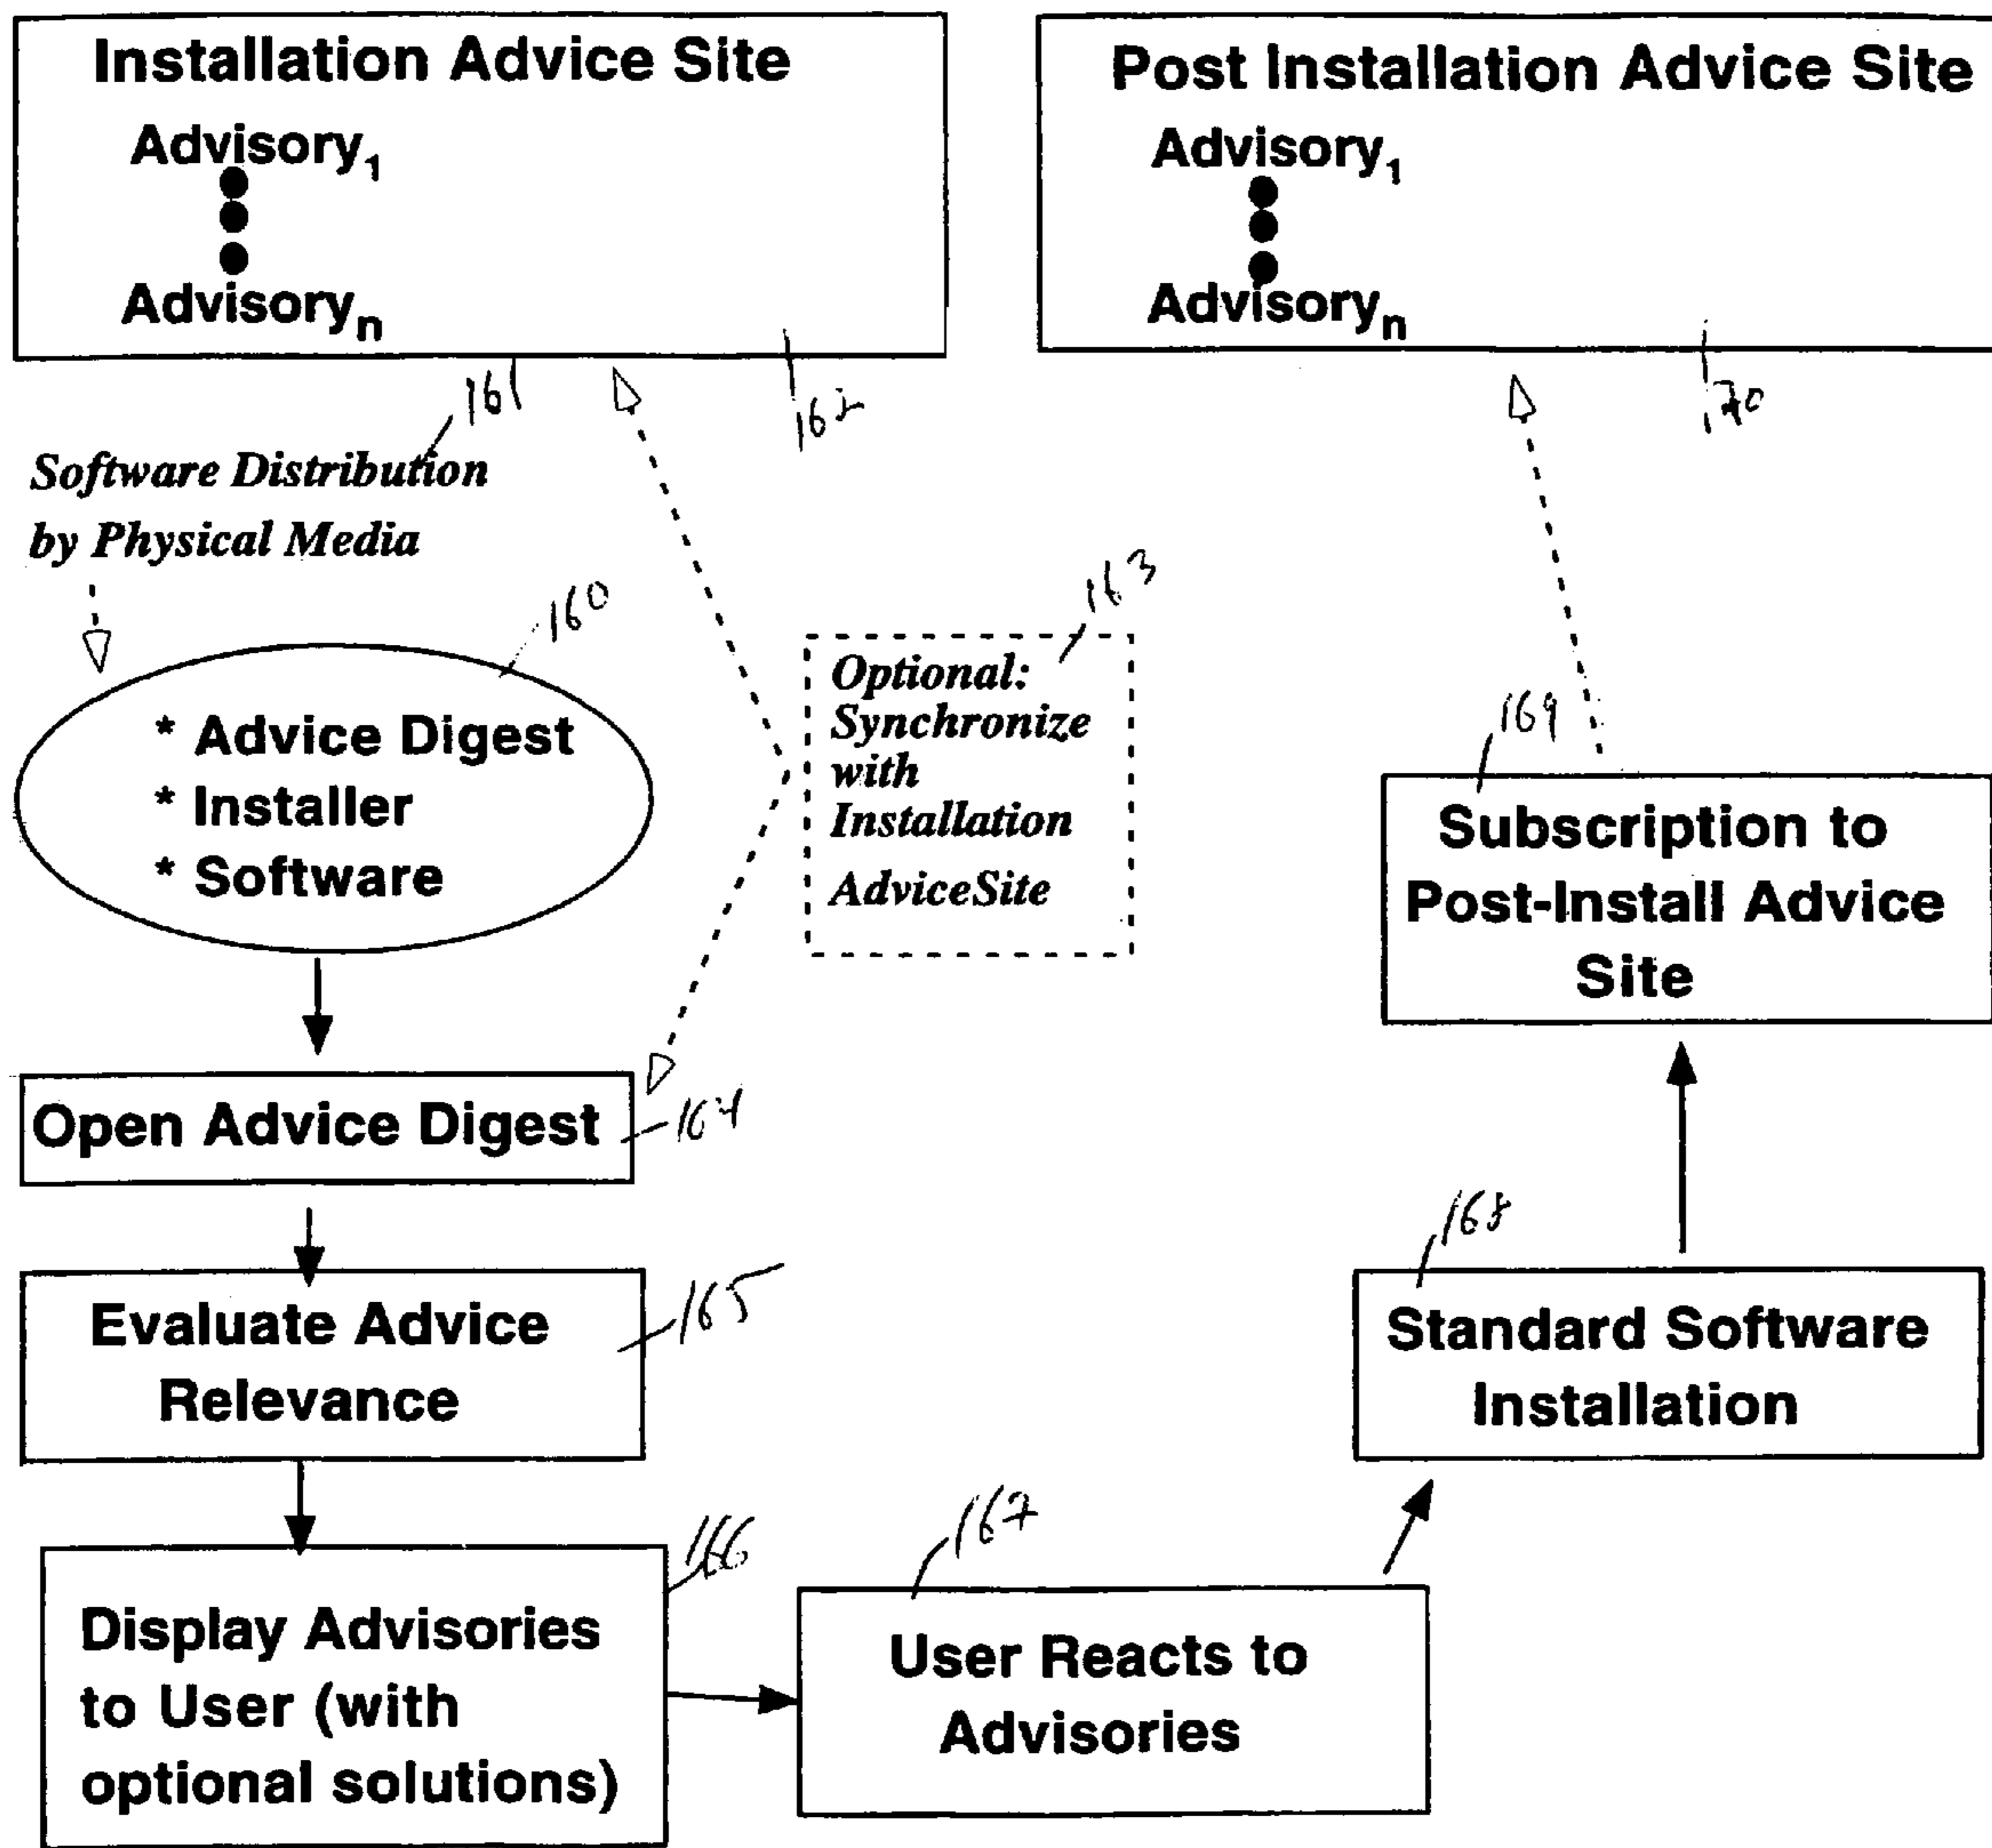 Installation Advice Site
Advisory1
Advisoryn
Post Installation Advice Site
Advisory1
Advisoryn
161
162
170
Software Distribution
by Physical Media
160
* Advice Digest
* Installer
* Software
163
Optional:
Synchronize
with
Installation
AdviceSite
169
Subscription to
Post-Install Advice
Site
Open Advice Digest
164
Evaluate Advice
Relevance
165
168
Standard Software
Installation
166
Display Advisories
to User (with
optional solutions)
167
User Reacts to
Advisories